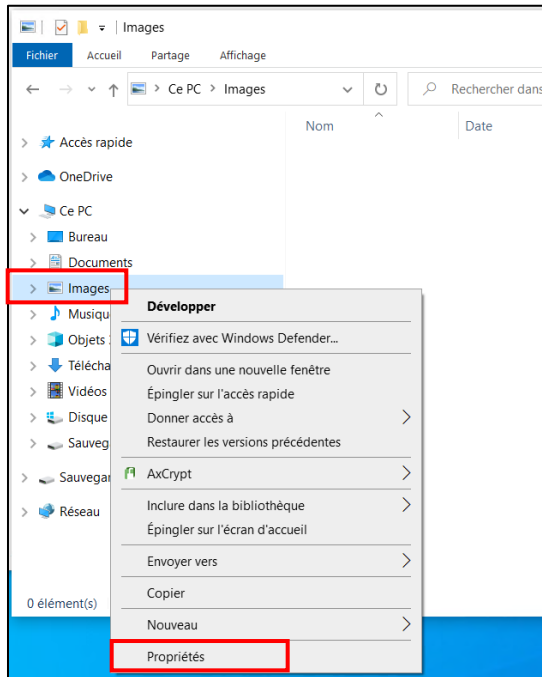 Images
Fichier Accueil Partage Affichage
Ce PC > Images
Rechercher dans
Nom Date
Accès rapide
OneDrive
Ce PC
Bureau
Documents
Images
Musiqu
Objets
Télécha
Vidéos
Disque
Sauveg
Sauvegar
Réseau
0 élément(s)
Développer
Vérifiez avec Windows Defender...
Ouvrir dans une nouvelle fenêtre
Épingler sur l'accès rapide
Donner accès à
Restaurer les versions précédentes
AxCrypt
Inclure dans la bibliothèque
Épingler sur l'écran d'accueil
Envoyer vers
Copier
Nouveau
Propriétés